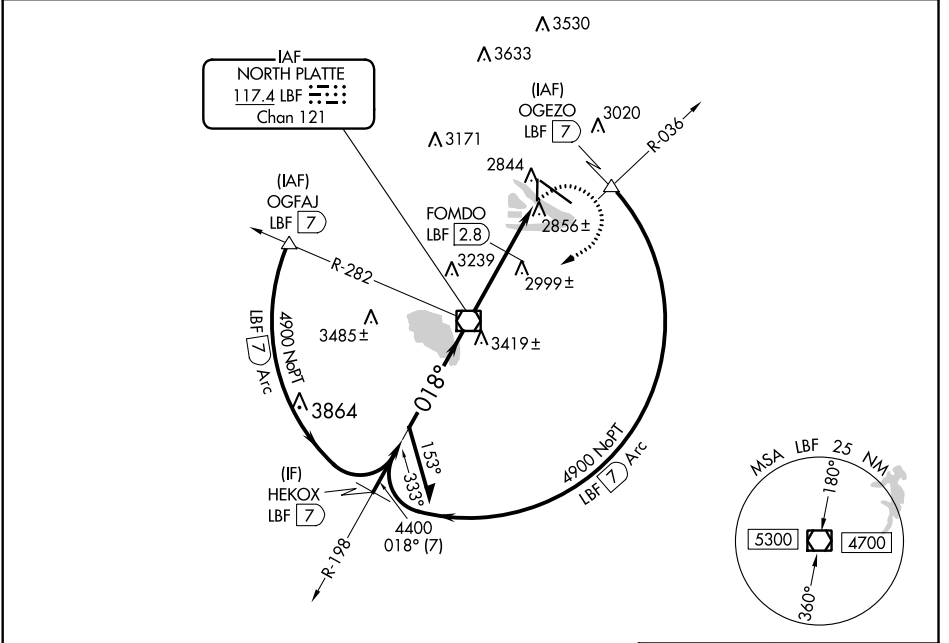 3530
3633
IAF
NORTH PLATTE
117.4 LBF
Chan 121
(IAF)
OGEZO
LBF 7
3020
R-036
3171
2844
(IAF)
OGFAJ
LBF 7
FOMDO
LBF 2.8
2856±
R-282
3239
2999±
3485±
3419±
4900 NoPT
LBF 7 Arc
018°
3864
153°
333°
(IF)
HEKOX
LBF 7
4400
018° (7)
4900 NoPT
LBF 7 Arc
R-198
MSA LBF 25 NM
180°
5300
4700
360°